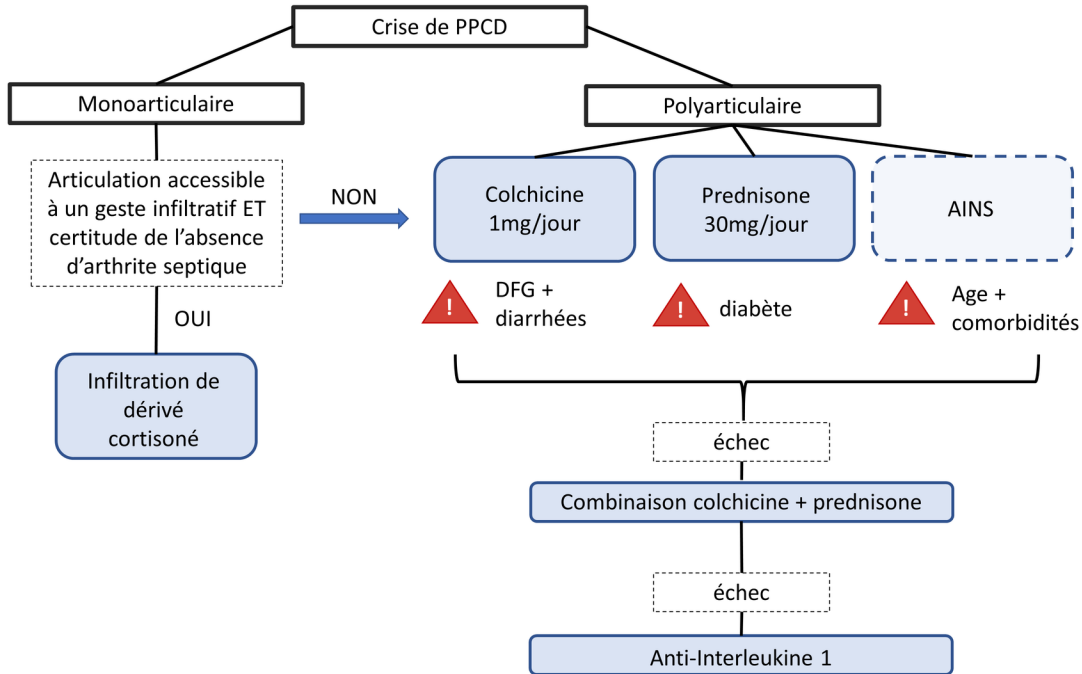 Crise de PPCD
Monoarticulaire
Polyarticulaire
Articulation accessible
à un geste infiltratif ET
certitude de l’absence
d’arthrite septique
NON
OUI
Infiltration de
dérivé
cortisoné
Colchicine
1mg/jour
Prednisone
30mg/jour
AINS
!
DFG +
diarrhées
!
diabète
!
Age +
comorbidités
échec
Combinaison colchicine + prednisone
échec
Anti-Interleukine 1